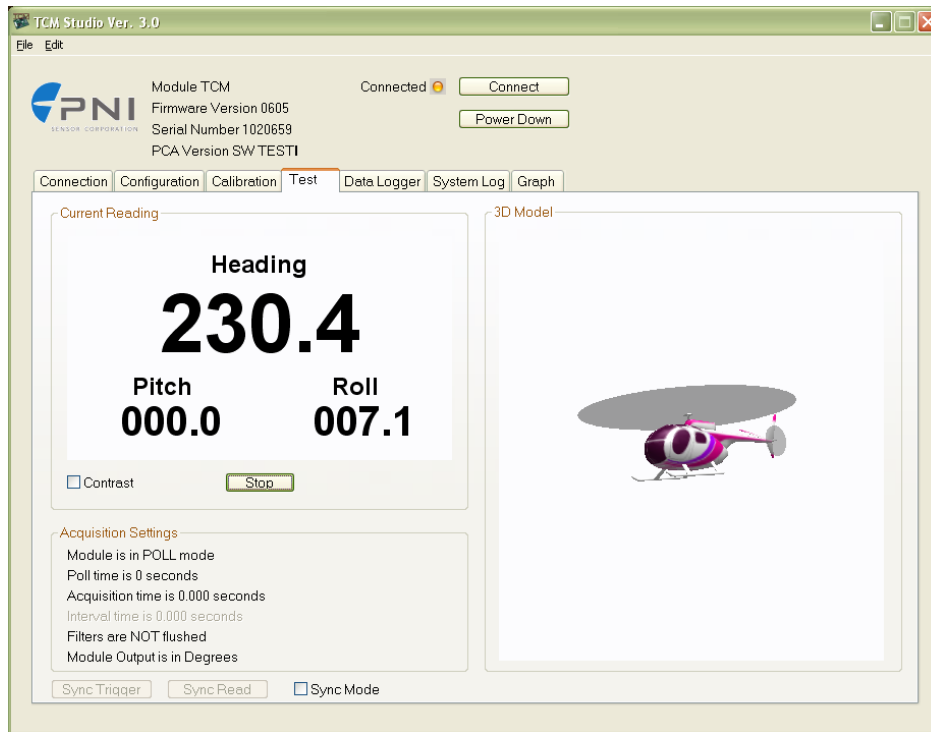 TCM Studio Ver. 3.0
File Edit
PNI
SENSOR CORPORATION
Module TCM
Firmware Version 0605
Serial Number 1020659
PCA Version SW TESTI
Connected
Connect
Power Down
Connection Configuration Calibration Test Data Logger System Log Graph
Current Reading
Heading
230.4
Pitch Roll
000.0 007.1
Contrast Stop
3D Model
Acquisition Settings
Module is in POLL mode
Poll time is 0 seconds
Acquisition time is 0.000 seconds
Interval time is 0.000 seconds
Filters are NOT flushed
Module Output is in Degrees
Sync Trigger Sync Read Sync Mode